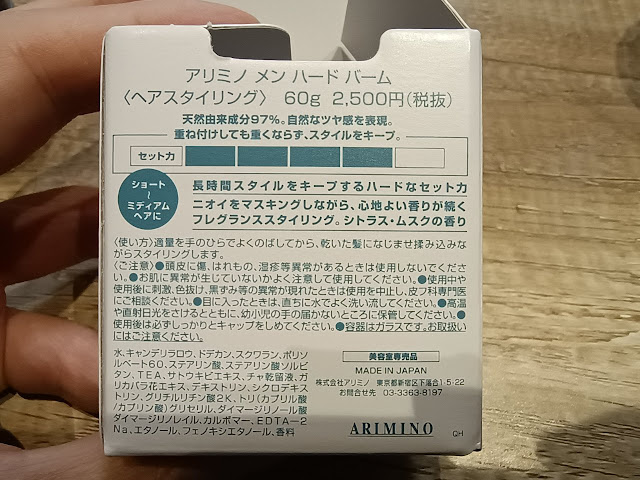 アリミノ メン ハード バーム
〈ヘアスタイリング〉 60g 2,500円(税抜)
天然由来成分97%。自然なツヤ感を表現。
重ね付けしても重くならず、スタイルをキープ。
セット力
ショート
〜
ミディアム
ヘアに
長時間スタイルをキープするハードなセット力
ニオイをマスキングしながら、心地よい香りが続く
フレグランススタイリング。シトラス・ムスクの香り
〈使い方〉適量を手のひらでよくのばしてから、乾いた髪になじませ揉み込みな
がらスタイリングします。
〈ご注意〉●頭皮に傷、はれもの、湿疹等異常があるときは使用しないでくださ
い。●お肌に異常が生じていないかよく注意して使用してください。●使用中や
使用後に刺激、色抜け、黒ずみ等の異常が現れたときは使用を中止し、皮フ科専門医
にご相談ください。●目に入ったときは、直ちに水でよく洗い流してください。●高温
や直射日光をさけるとともに、幼小児の手の届かないところに保管してください。●
使用後は必ずしっかりとキャップをしめてください。●容器はガラスです。お取扱い
にはご注意ください。
水、キャンデリラロウ、ドデカン、スクワラン、ポリソ
ルベート60、ステアリン酸、ステアリン酸ソルビ
タン、TEA、サトウキビエキス、チャ乾留液、ガ
リカバラ花エキス、デキストリン、シクロデキス
トリン、グリチルリチン酸2K、トリ(カプリル酸
/カプリン酸)グリセリル、ダイマージリノール酸
ダイマージリノレイル、カルボマー、EDTA-2
Na、エタノール、フェノキシエタノール、香料
美容室専売品
MADE IN JAPAN
株式会社アリミノ 東京都新宿区下落合1-5-22
お問合せ先 03-3363-8197
ARIMINO
QH